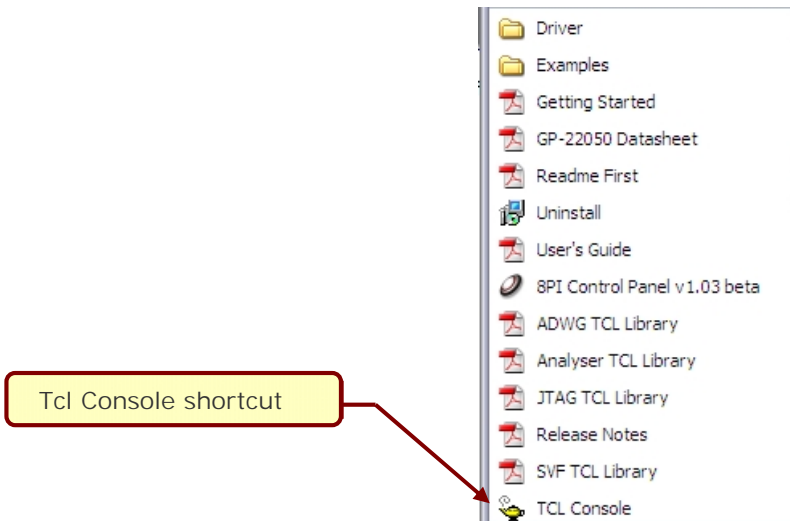 Driver
Examples
Getting Started
GP-22050 Datasheet
Readme First
Uninstall
User's Guide
8PI Control Panel v1.03 beta
ADWG TCL Library
Analyser TCL Library
Tcl Console shortcut
JTAG TCL Library
Release Notes
SVF TCL Library
TCL Console